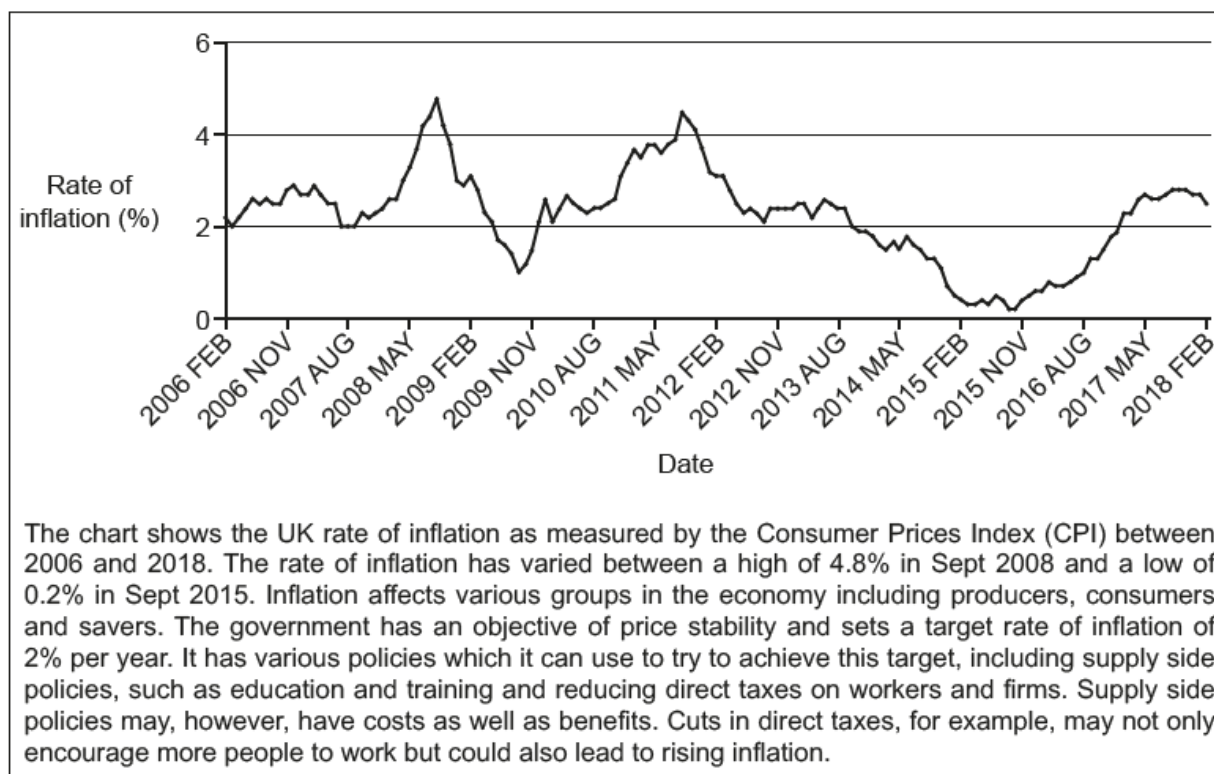 6
4
Rate of
inflation (%)
2
0
2006 FEB
2006 NOV
2007 AUG
2008 MAY
2009 FEB
2009 NOV
2010 AUG
2011 MAY
2012 FEB
2012 NOV
2013 AUG
2014 MAY
2015 FEB
2015 NOV
2016 AUG
2017 MAY
2018 FEB
Date
The chart shows the UK rate of inflation as measured by the Consumer Prices Index (CPI) between
2006 and 2018. The rate of inflation has varied between a high of 4.8% in Sept 2008 and a low of
0.2% in Sept 2015. Inflation affects various groups in the economy including producers, consumers
and savers. The government has an objective of price stability and sets a target rate of inflation of
2% per year. It has various policies which it can use to try to achieve this target, including supply side
policies, such as education and training and reducing direct taxes on workers and firms. Supply side
policies may, however, have costs as well as benefits. Cuts in direct taxes, for example, may not only
encourage more people to work but could also lead to rising inflation.